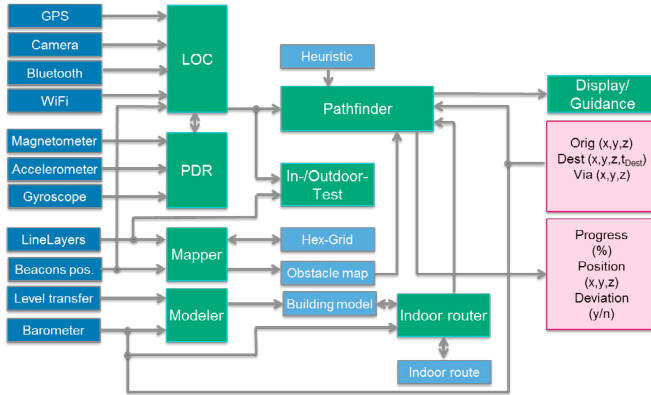 GPS
Camera
Bluetooth
WiFi
Magnetometer
Accelerometer
Gyroscope
LineLayers
Beacons pos.
Level transfer
Barometer
LOC
PDR
Mapper
Modeler
Heuristic
Pathfinder
In-/Outdoor-
Test
Hex-Grid
Obstacle map
Building model
Indoor router
Indoor route
Display/
Guidance
Orig (x,y,z)
Dest (x,y,z,tDest)
Via (x,y,z)
Progress
(%)
Position
(x,y,z)
Deviation
(y/n)